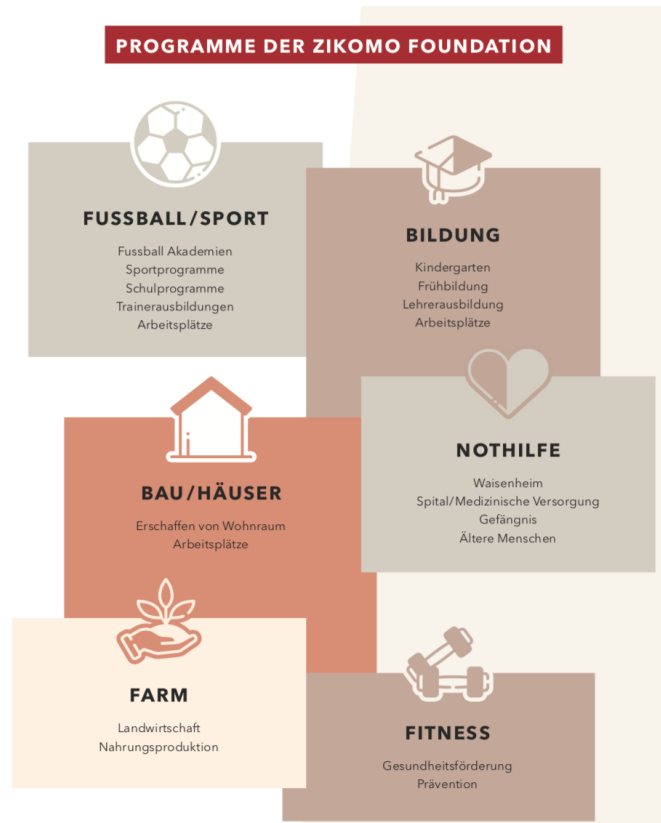 PROGRAMME DER ZIKOMO FOUNDATION
FUSSBALL/SPORT
Fussball Akademien
Sportprogramme
Schulprogramme
Trainerausbildungen
Arbeitsplätze
BILDUNG
Kindergarten
Frühbildung
Lehrerausbildung
Arbeitsplätze
BAU/HÄUSER
Erschaffen von Wohnraum
Arbeitsplätze
NOTHILFE
Waisenheim
Spital/Medizinische Versorgung
Gefängnis
Ältere Menschen
FARM
Landwirtschaft
Nahrungsproduktion
FITNESS
Gesundheitsförderung
Prävention